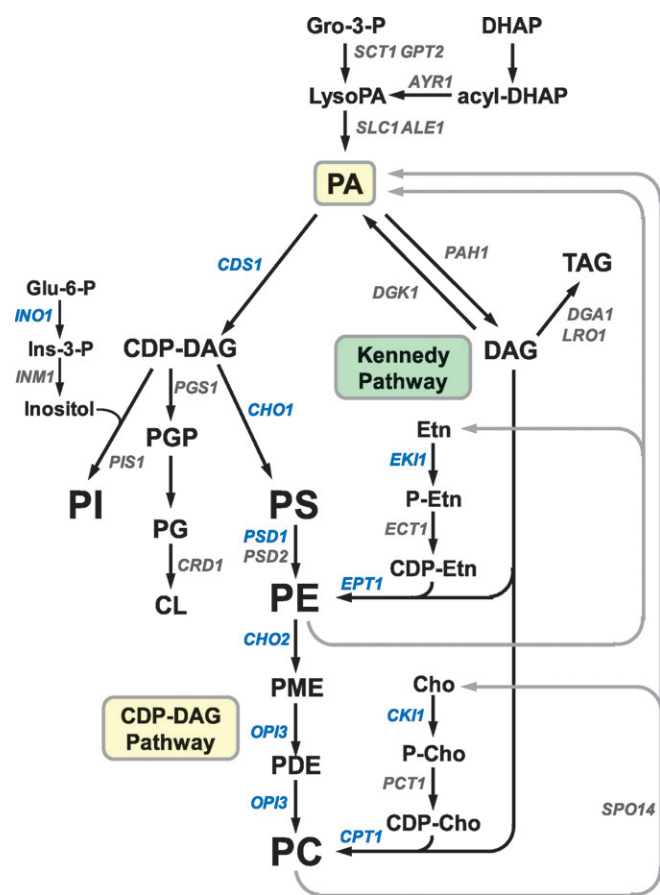 Gro-3-P
DHAP
SCT1 GPT2
AYR1
LysoPA
acyl-DHAP
SLC1 ALE1
PA
CDS1
PAH1
DGK1
TAG
Glu-6-P
INO1
Ins-3-P
INM1
Inositol
CDP-DAG
Kennedy
Pathway
DAG
DGA1
LRO1
PGS1
CHO1
PIS1
PGP
PI
PS
Etn
EKI1
P-Etn
ECT1
CDP-Etn
PG
PSD1
PSD2
CRD1
CL
PE
EPT1
CHO2
PME
CDP-DAG
Pathway
OPI3
PDE
OPI3
PC
Cho
CKI1
P-Cho
PCT1
CDP-Cho
CPT1
SPO14